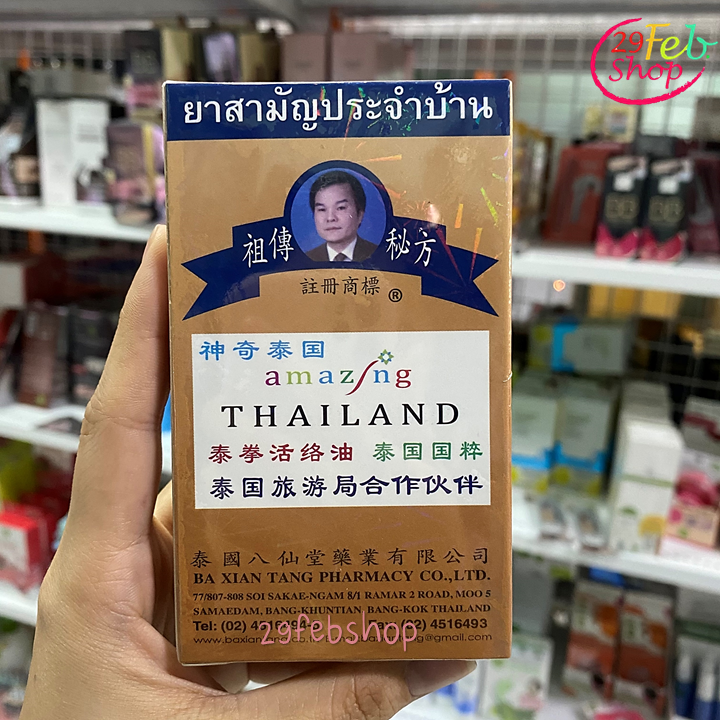 29Feb
Shop
ยาสามัญประจำบ้าน
祖傳 秘方
註冊商標 ®
神奇泰国
amazing
THAILAND
泰拳活络油 泰国国粹
泰国旅游局合作伙伴
泰國八仙堂藥業有限公司
BA XIAN TANG PHARMACY CO.,LTD.
77/807-808 SOI SAKAE-NGAM 8/1 RAMAR 2 ROAD, MOO 5
SAMAEDAM, BANG-KHUNTIAN BANG-KOK THAILAND
Tel: (02) Fax: (02) 4516493
29febshop
@gmail.com